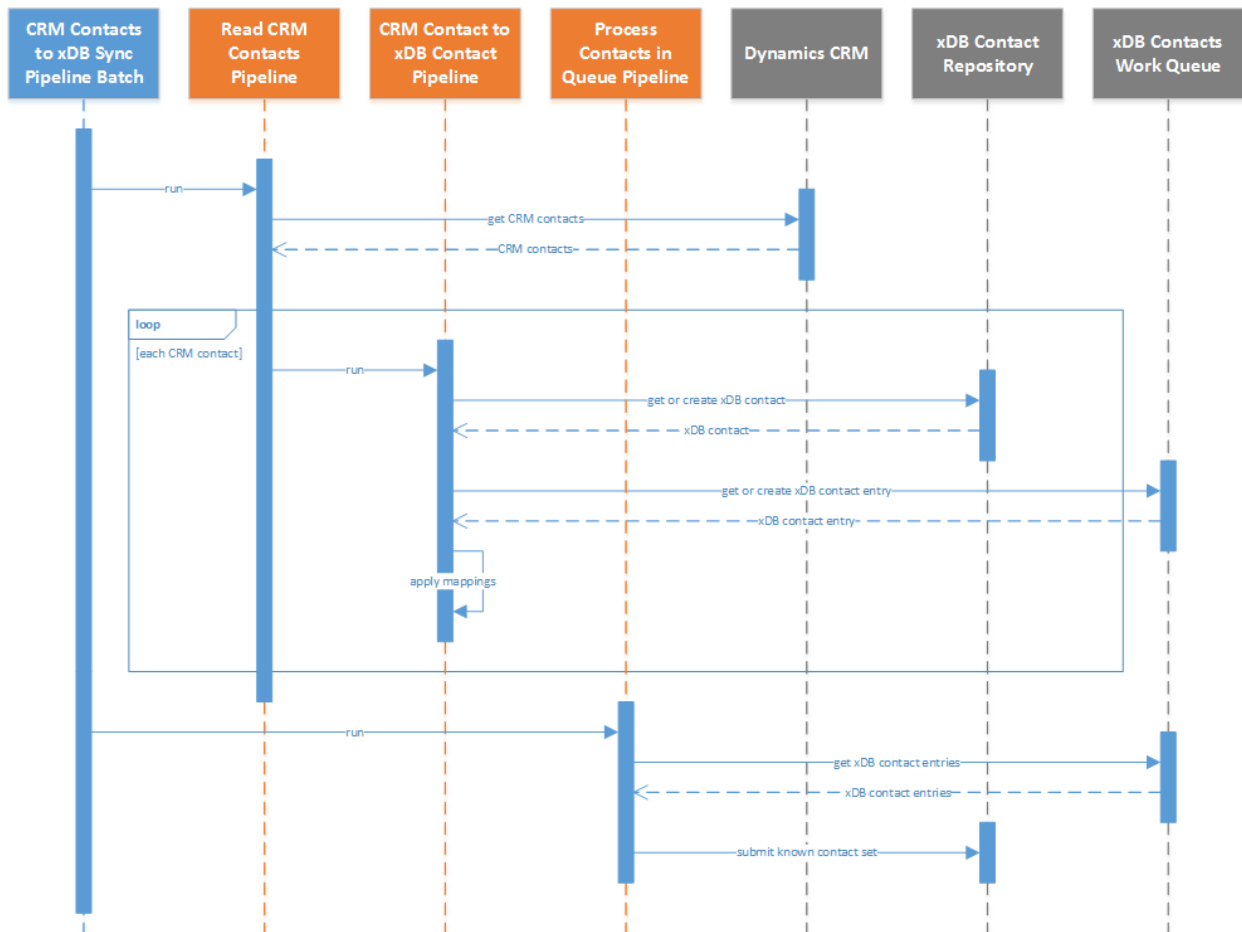 CRM Contacts
to xDB Sync
Pipeline Batch
Read CRM
Contacts
Pipeline
CRM Contact to
xDB Contact
Pipeline
Process
Contacts in
Queue Pipeline
Dynamics CRM
xDB Contact
Repository
xDB Contacts
Work Queue
run
get CRM contacts
CRM contacts
loop
[each CRM contact]
run
get or create xDB contact
xDB contact
get or create xDB contact entry
xDB contact entry
apply mappings
run
get xDB contact entries
xDB contact entries
submit known contact set